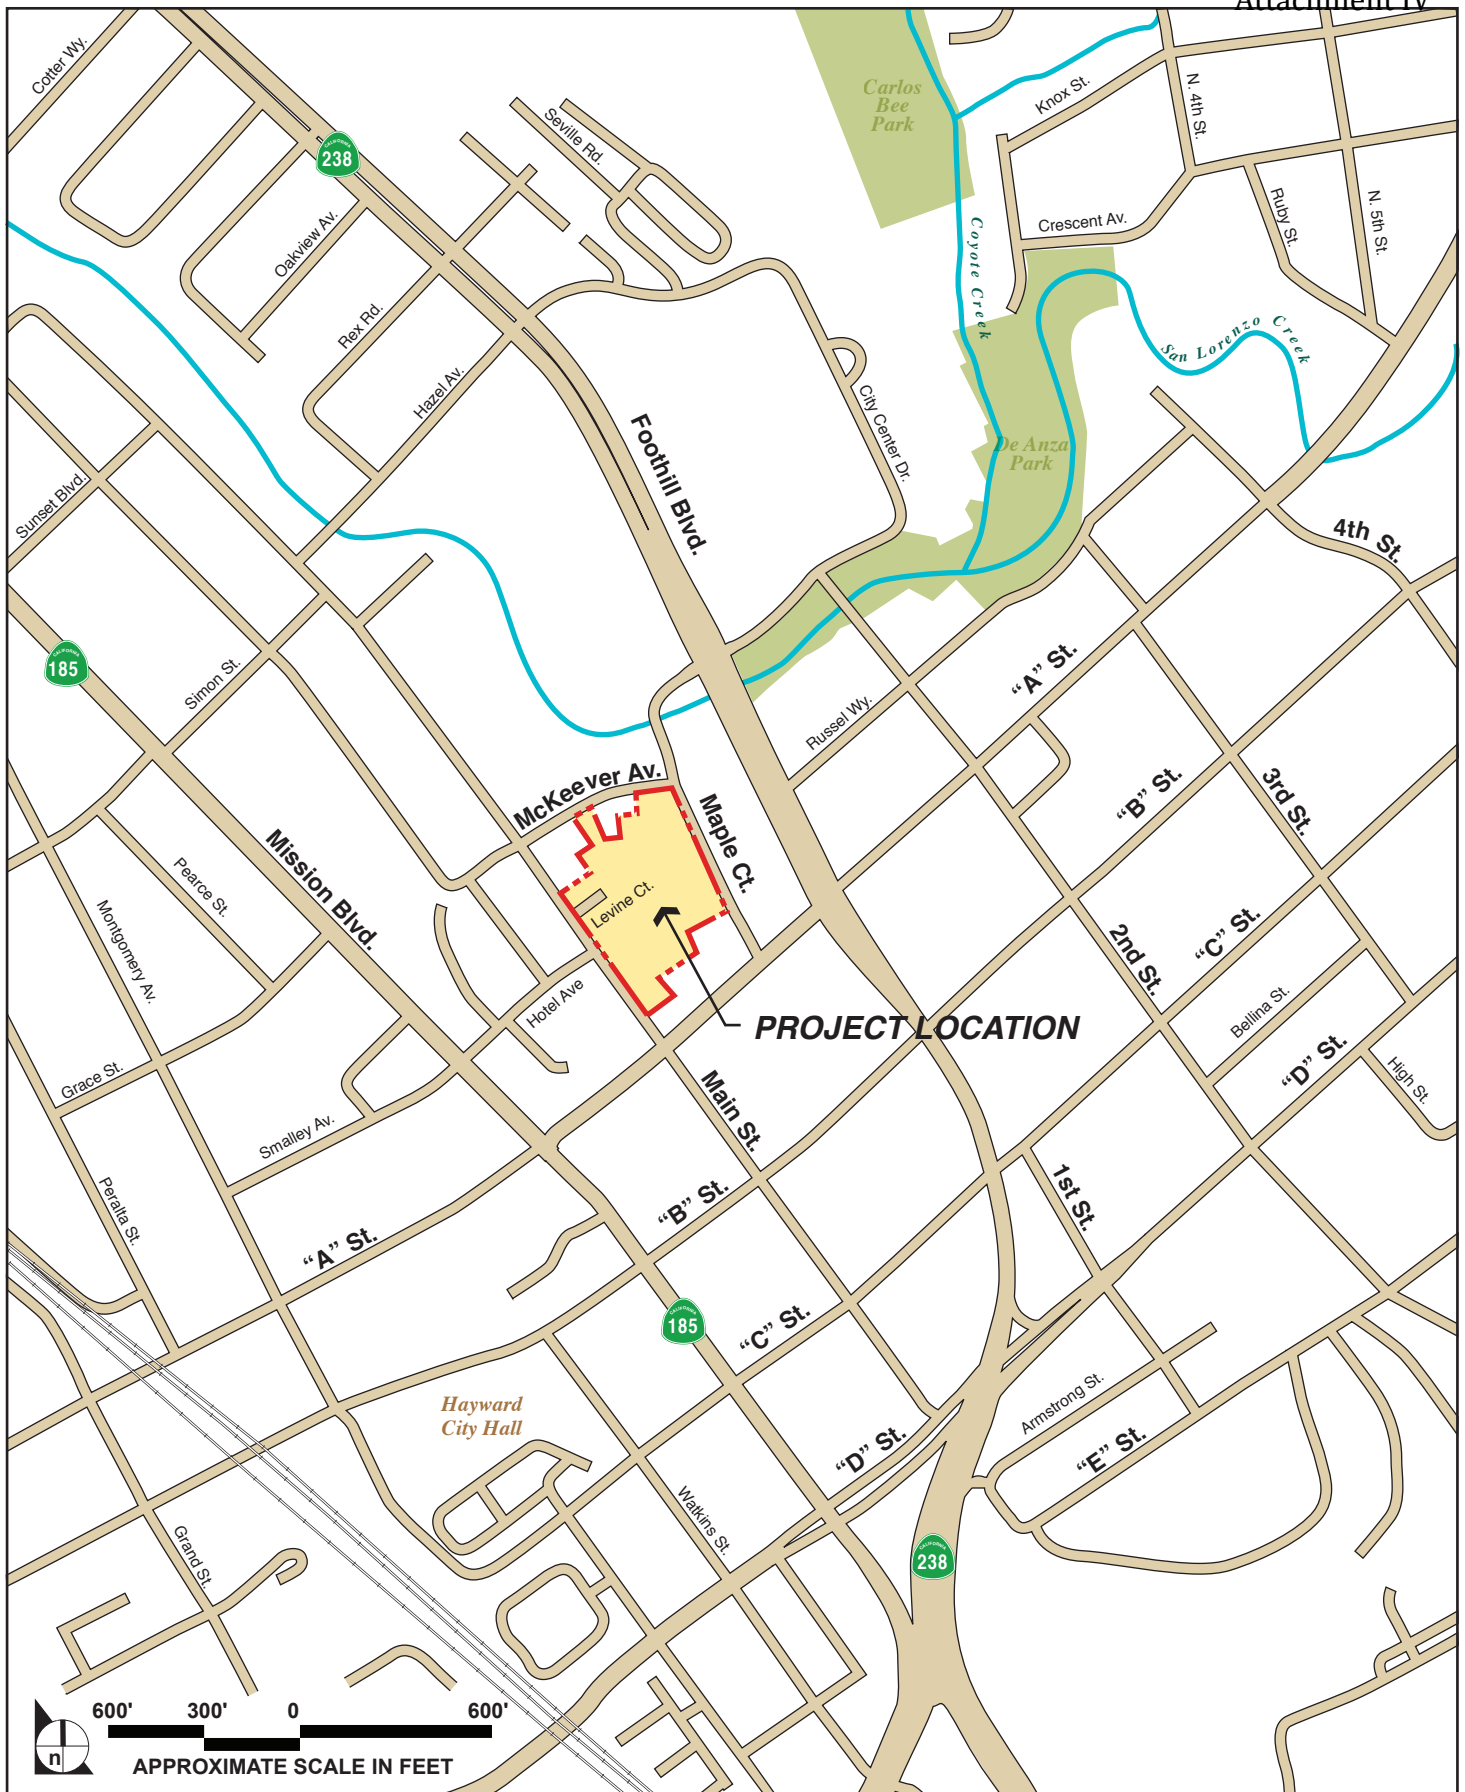 Attachment IV
Cotter Wy.
CALIFORNIA
238
Seville Rd.
Carlos
Bee
Park
Knox St.
N. 4th St.
Oakview Av.
Coyote Creek
Crescent Av.
Ruby St.
N. 5th St.
Rex Rd.
San Lorenzo Creek
Hazel Av.
City Center Dr.
Foothill Blvd.
De Anza
Park
Sunset Blvd.
4th St.
CALIFORNIA
185
Simon St.
"A" St.
Russel Wy.
McKeever Av.
Maple Ct.
"B" St.
3rd St.
Mission Blvd.
Pearce St.
Levine Ct.
Montgomery Av.
2nd St.
"C" St.
Hotel Ave
PROJECT LOCATION
Bellina St.
Grace St.
"D" St.
High St.
Main St.
Smalley Av.
Peralta St.
"B" St.
1st St.
"A" St.
CALIFORNIA
185
"C" St.
Hayward
City Hall
Armstrong St.
"D" St.
"E" St.
Watkins St.
Grand St.
CALIFORNIA
238
600' 300' 0 600'
n
APPROXIMATE SCALE IN FEET